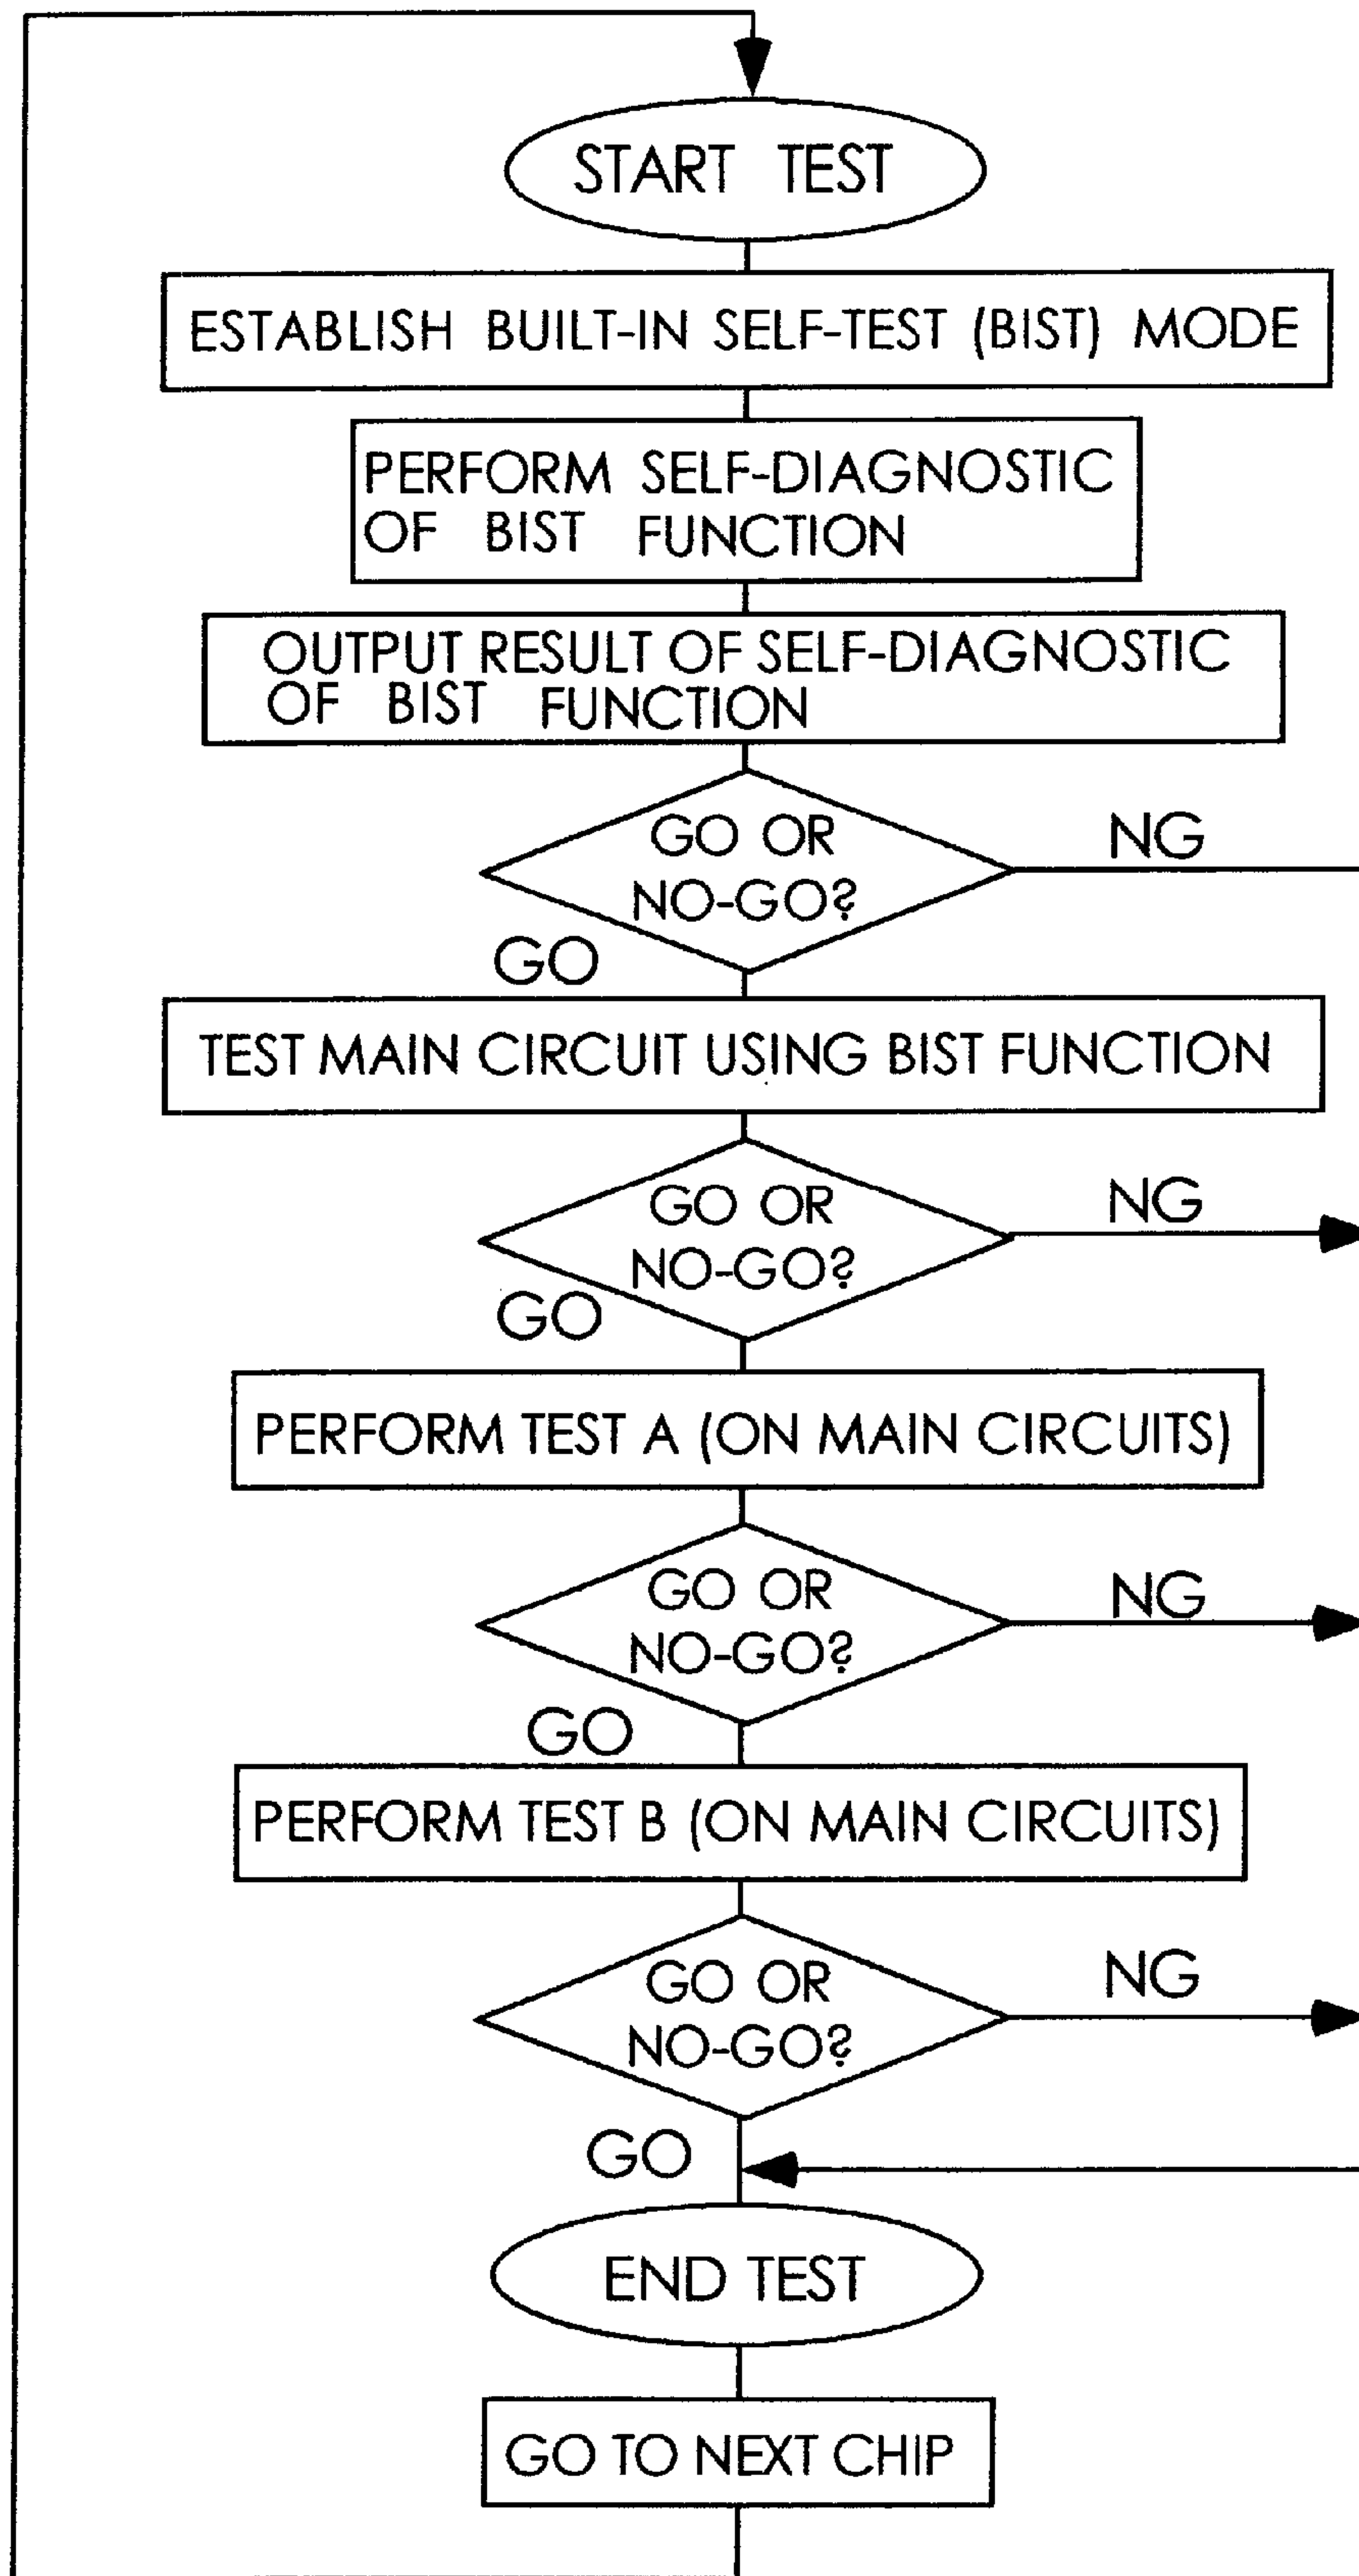 START TEST
ESTABLISH BUILT-IN SELF-TEST (BIST) MODE
PERFORM SELF-DIAGNOSTIC
OF BIST FUNCTION
OUTPUT RESULT OF SELF-DIAGNOSTIC
OF BIST FUNCTION
GO OR
NO-GO?
NG
GO
TEST MAIN CIRCUIT USING BIST FUNCTION
GO OR
NO-GO?
NG
GO
PERFORM TEST A (ON MAIN CIRCUITS)
GO OR
NO-GO?
NG
GO
PERFORM TEST B (ON MAIN CIRCUITS)
GO OR
NO-GO?
NG
GO
END TEST
GO TO NEXT CHIP